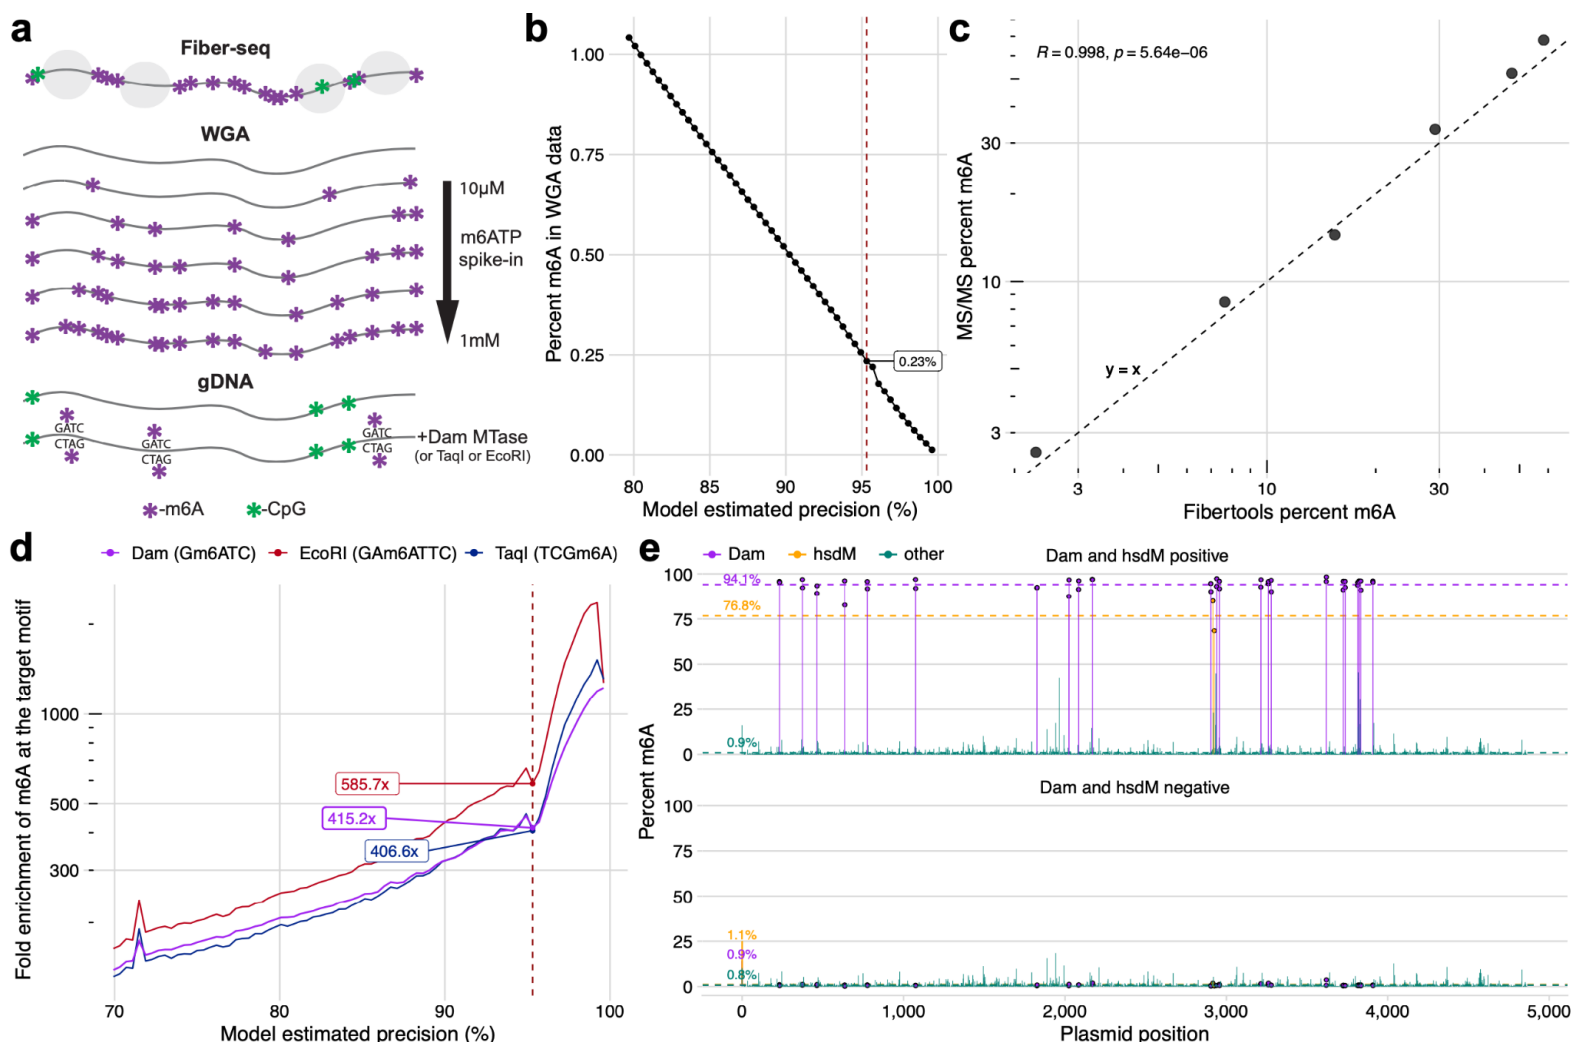 a
Fiber-seq
WGA
10µM
m6ATP
spike-in
1mM
gDNA
GATC
CTAG
GATC
CTAG
GATC
CTAG
+Dam MTase
(or TaqI or EcoRI)
-m6A
-CpG
b
Percent m6A in WGA data
1.00
0.75
0.50
0.25
0.00
0.23%
80
85
90
95
100
Model estimated precision (%)
c
R = 0.998, p = 5.64e−06
MS/MS percent m6A
30
10
3
y = x
3
10
30
Fibertools percent m6A
d
Dam (Gm6ATC)
EcoRI (GAm6ATTC)
TaqI (TCGm6A)
Fold enrichment of m6A at the target motif
1000
500
300
585.7x
415.2x
406.6x
70
80
90
100
Model estimated precision (%)
e
Dam
hsdM
other
Dam and hsdM positive
Percent m6A
100
75
50
25
0
94.1%
76.8%
0.9%
Dam and hsdM negative
100
75
50
25
0
1.1%
0.9%
0.8%
0
1,000
2,000
3,000
4,000
5,000
Plasmid position